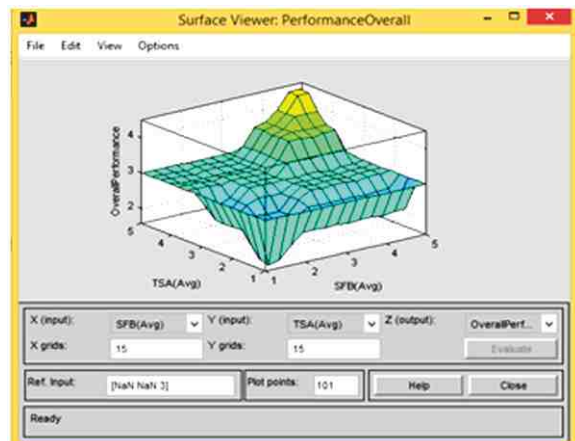 Surface Viewer: PerformanceOverall
File Edit View Options
OverallPerformance
4
3
2
5
4
3
2
1
TSA(Avg)
1
2
3
4
5
SFB(Avg)
X (input): SFB(Avg) Y (input): TSA(Avg) Z (output): OverallPerf...
X grids: 15 Y grids: 15 Evaluate
Ref. Input: [NaN NaN 3] Plot points: 101 Help Close
Ready